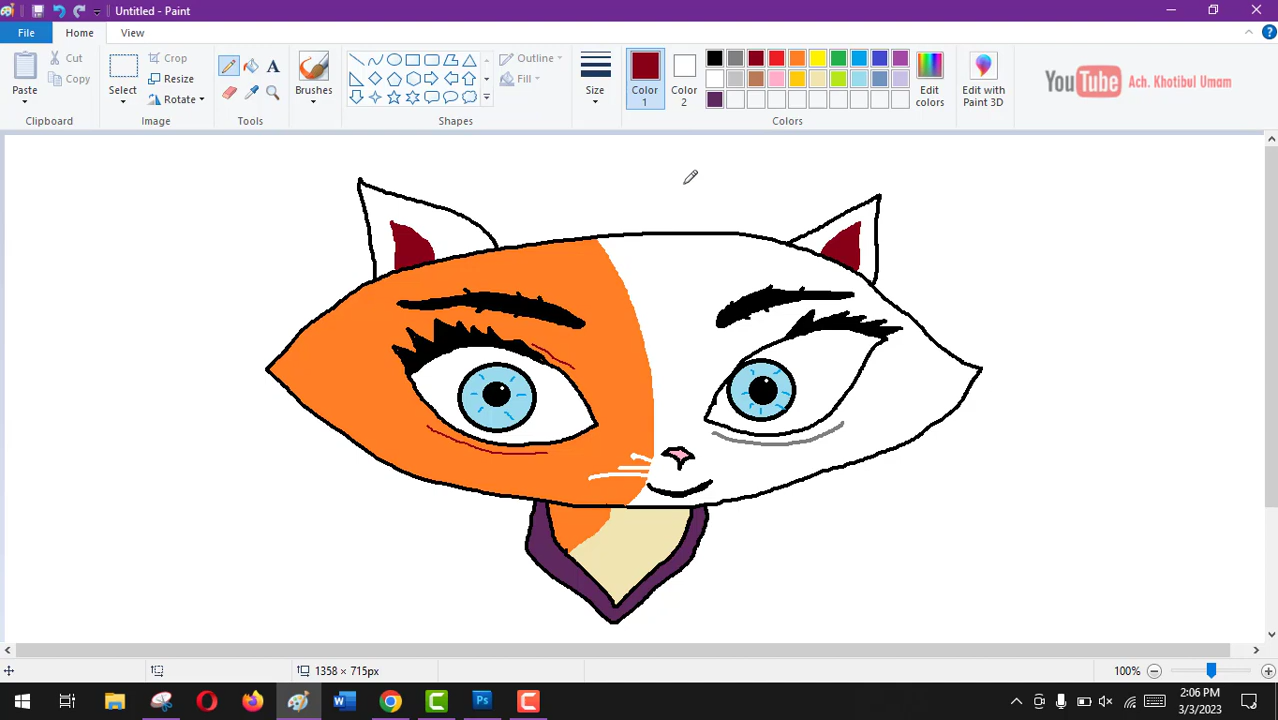 Untitled - Paint
File
Home
View
Paste
Cut
Copy
Clipboard
Select
Crop
Resize
Rotate
Image
A
Tools
Brushes
Outline
Fill
Shapes
Size
Color 1
Color 2
Edit colors
Colors
Edit with Paint 3D
YouTube Ach. Khotibul Umam
1358 × 715px
100%
2:06 PM
3/3/2023